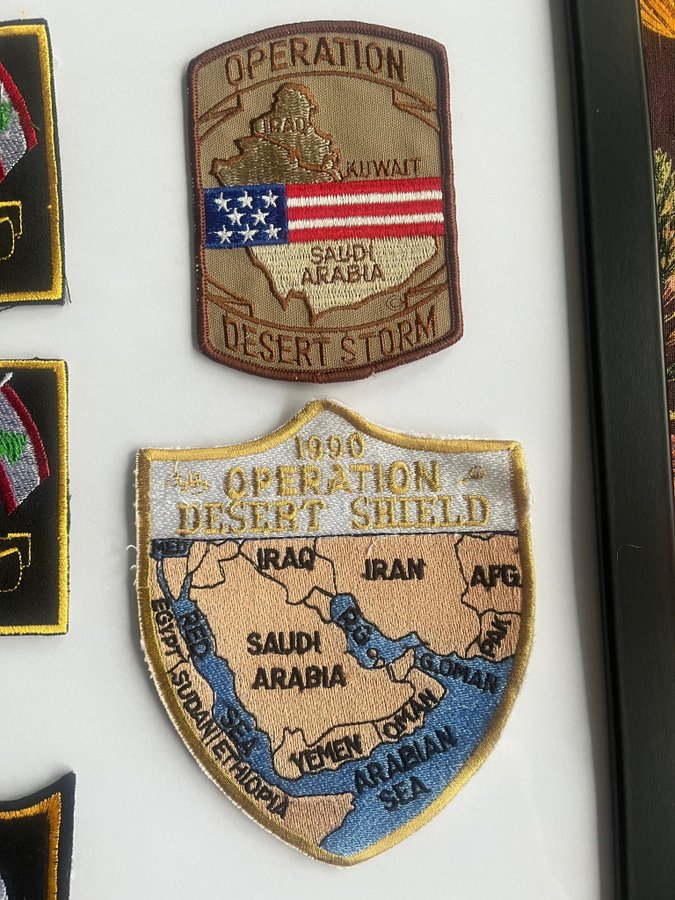 OPERATION
IRAQ
KUWAIT
SAUDI
ARABIA
©
DESERT STORM
1990
OPERATION
DESERT SHIELD
MED
IRAQ
IRAN
AFG
PAK
P.G
G.OMAN
SAUDI
ARABIA
RED
SEA
EGYPT
SUDAN
ETHIOPIA
YEMEN
OMAN
ARABIAN
SEA